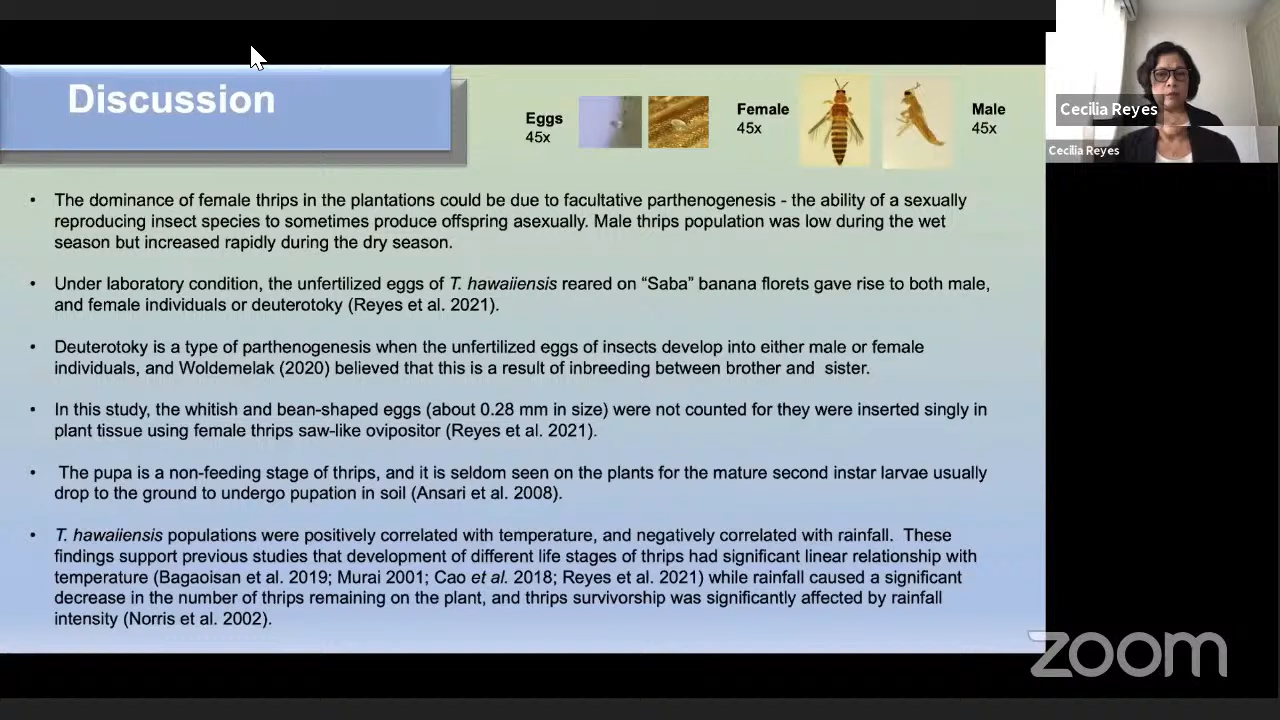 Discussion
Eggs
45x
Female
45x
Male
45x
Cecilia Reyes
Cecilia Reyes
• The dominance of female thrips in the plantations could be due to facultative parthenogenesis - the ability of a sexually
reproducing insect species to sometimes produce offspring asexually. Male thrips population was low during the wet
season but increased rapidly during the dry season.
• Under laboratory condition, the unfertilized eggs of T. hawaiiensis reared on “Saba” banana florets gave rise to both male,
and female individuals or deuterotoky (Reyes et al. 2021).
• Deuterotoky is a type of parthenogenesis when the unfertilized eggs of insects develop into either male or female
individuals, and Woldemelak (2020) believed that this is a result of inbreeding between brother and sister.
• In this study, the whitish and bean-shaped eggs (about 0.28 mm in size) were not counted for they were inserted singly in
plant tissue using female thrips saw-like ovipositor (Reyes et al. 2021).
• The pupa is a non-feeding stage of thrips, and it is seldom seen on the plants for the mature second instar larvae usually
drop to the ground to undergo pupation in soil (Ansari et al. 2008).
• T. hawaiiensis populations were positively correlated with temperature, and negatively correlated with rainfall. These
findings support previous studies that development of different life stages of thrips had significant linear relationship with
temperature (Bagaoisan et al. 2019; Murai 2001; Cao et al. 2018; Reyes et al. 2021) while rainfall caused a significant
decrease in the number of thrips remaining on the plant, and thrips survivorship was significantly affected by rainfall
intensity (Norris et al. 2002).
zoom